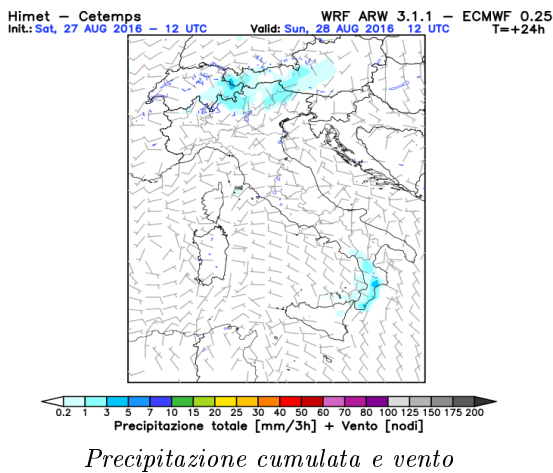 Himet − Cetemps
WRF ARW 3.1.1 − ECMWF 0.25
Init.: Sat, 27 AUG 2016 − 12 UTC
Valid: Sun, 28 AUG 2016 12 UTC
T=+24h
0.2 1 3 5 7 10 15 20 25 30 40 50 60 70 80 100 125 150 175 200
Precipitazione totale [mm/3h] + Vento [nodi]
Precipitazione cumulata e vento